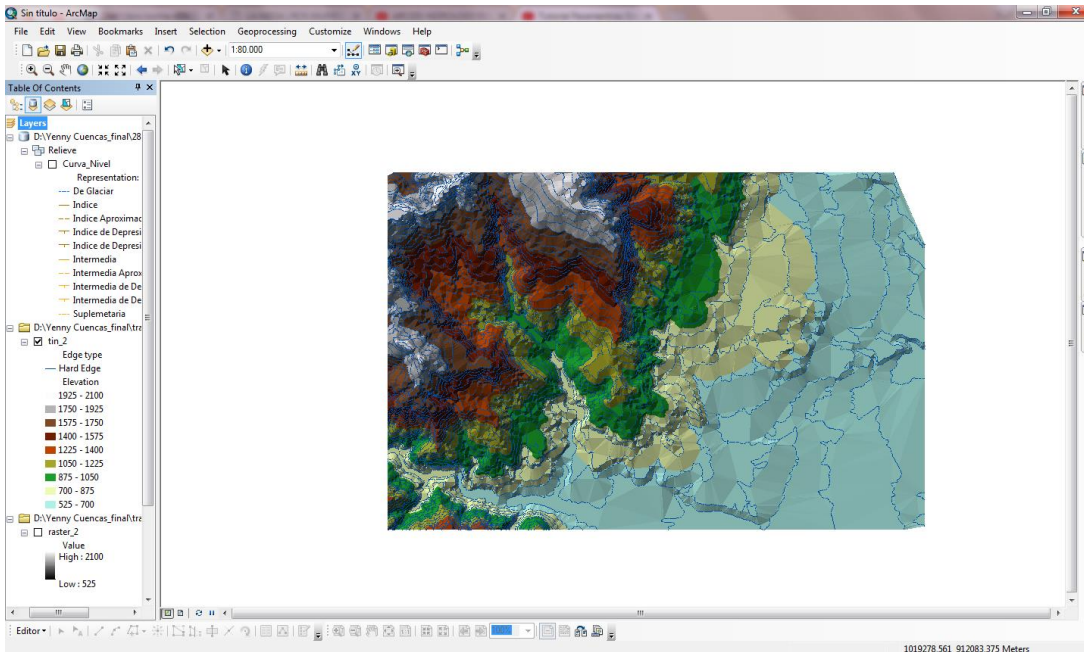 Sin título - ArcMap
File Edit View Bookmarks Insert Selection Geoprocessing Customize Windows Help
1:80.000
Table Of Contents
Layers
D:\Yenny Cuencas_final\28
Relieve
Curva_Nivel
Representation:
De Glaciar
Indice
Indice Aproximac
Indice de Depresi
Indice de Depresi
Intermedia
Intermedia Aprox
Intermedia de De
Intermedia de De
Suplemetaria
D:\Yenny Cuencas_final\tra
tin_2
Edge type
Hard Edge
Elevation
1925 - 2100
1750 - 1925
1575 - 1750
1400 - 1575
1225 - 1400
1050 - 1225
875 - 1050
700 - 875
525 - 700
D:\Yenny Cuencas_final\tra
raster_2
Value
High : 2100
Low : 525
Editor
100%
1019278.561 912083.375 Meters